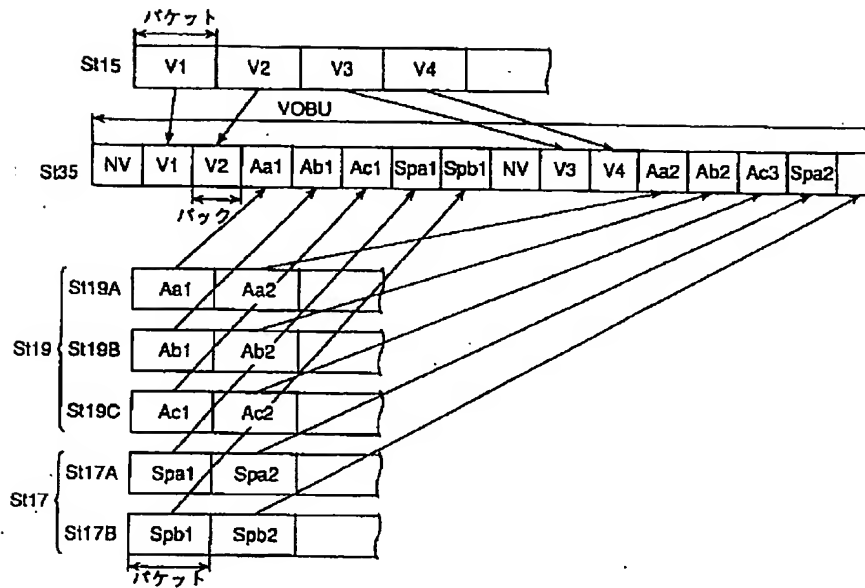 パケット
St15 V1 V2 V3 V4
VOBU
St35 NV V1 V2 Aa1 Ab1 Ac1 Spa1 Spb1 NV V3 V4 Aa2 Ab2 Ac3 Spa2
パック
St19A Aa1 Aa2
St19 St19B Ab1 Ab2
St19C Ac1 Ac2
St17A Spa1 Spa2
St17
St17B Spb1 Spb2
パケット